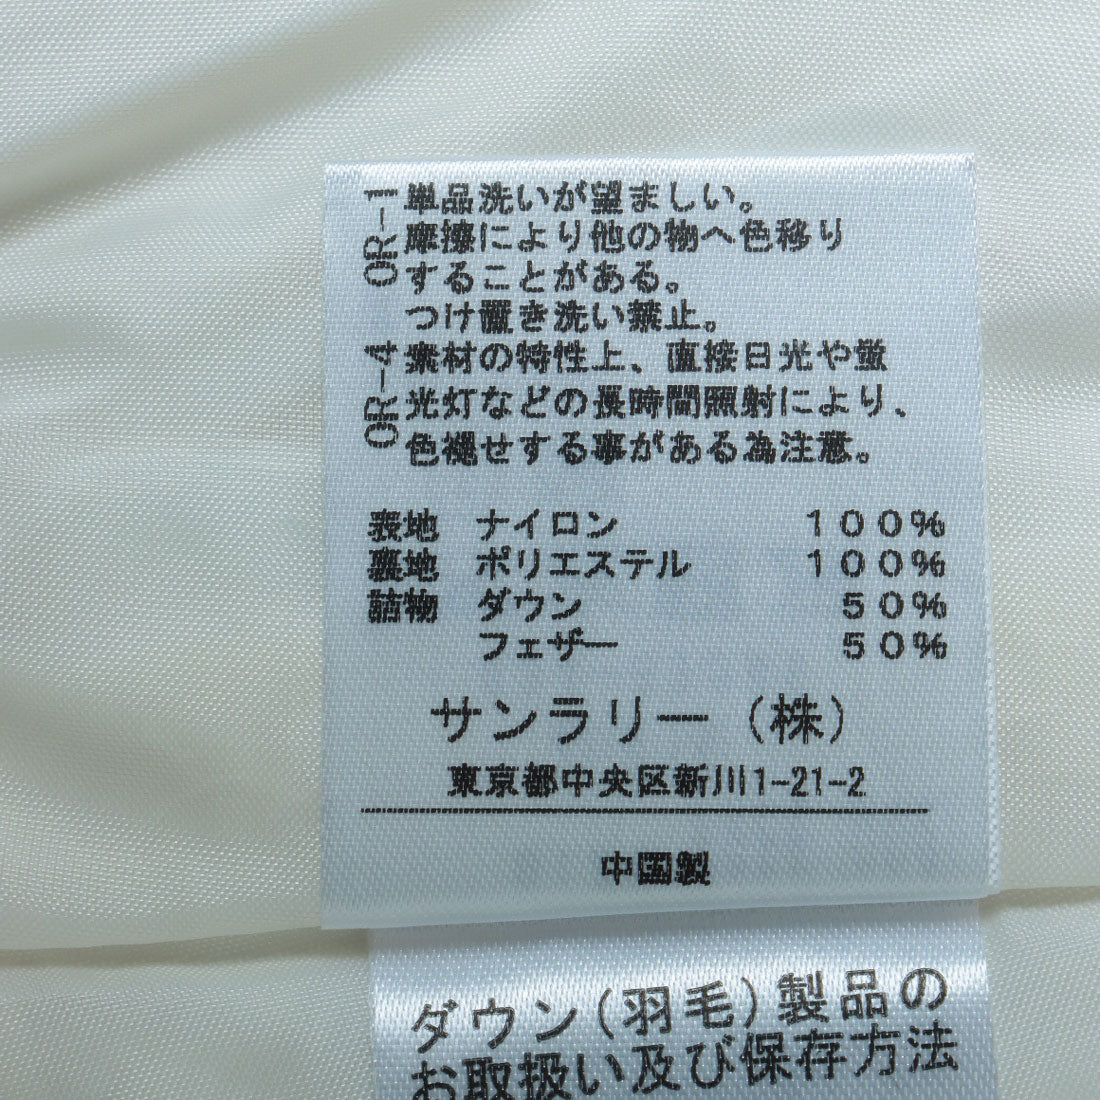 OR-1 単品洗いが望ましい。
摩擦により他の物へ色移り
することがある。
つけ置き洗い禁止。
OR-4 素材の特性上、直接日光や蛍
光灯などの長時間照射により、
色褪せする事がある為注意。
表地 ナイロン 100%
裏地 ポリエステル 100%
詰物 ダウン 50%
フェザー 50%
サンラリー(株)
東京都中央区新川1-21-2
中国製
ダウン(羽毛)製品の
お取扱い及び保存方法